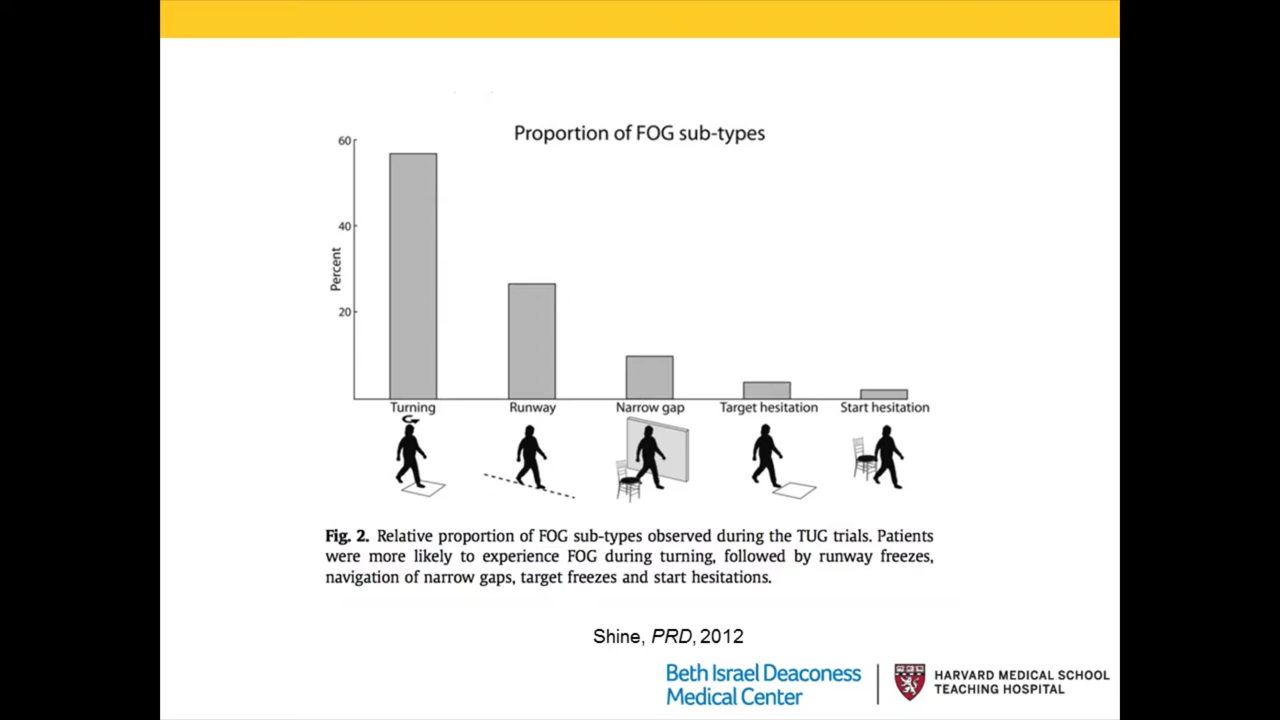 Proportion of FOG sub-types
60
40
20
Percent
Turning
Runway
Narrow gap
Target hesitation
Start hesitation
Fig. 2. Relative proportion of FOG sub-types observed during the TUG trials. Patients
were more likely to experience FOG during turning, followed by runway freezes,
navigation of narrow gaps, target freezes and start hesitations.
Shine, PRD, 2012
Beth Israel Deaconess
Medical Center
HARVARD MEDICAL SCHOOL
TEACHING HOSPITAL